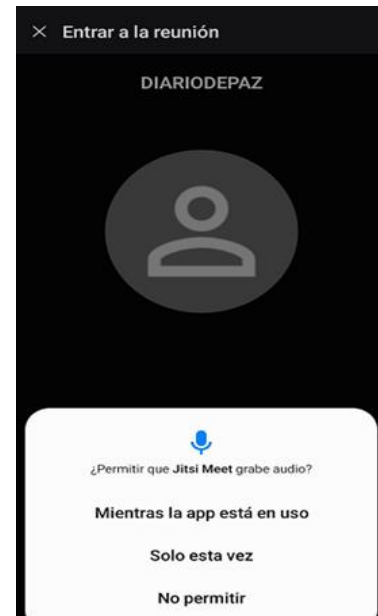 × Entrar a la reunión
DIARIODEPAZ
¿Permitir que Jitsi Meet grabe audio?
Mientras la app está en uso
Solo esta vez
No permitir